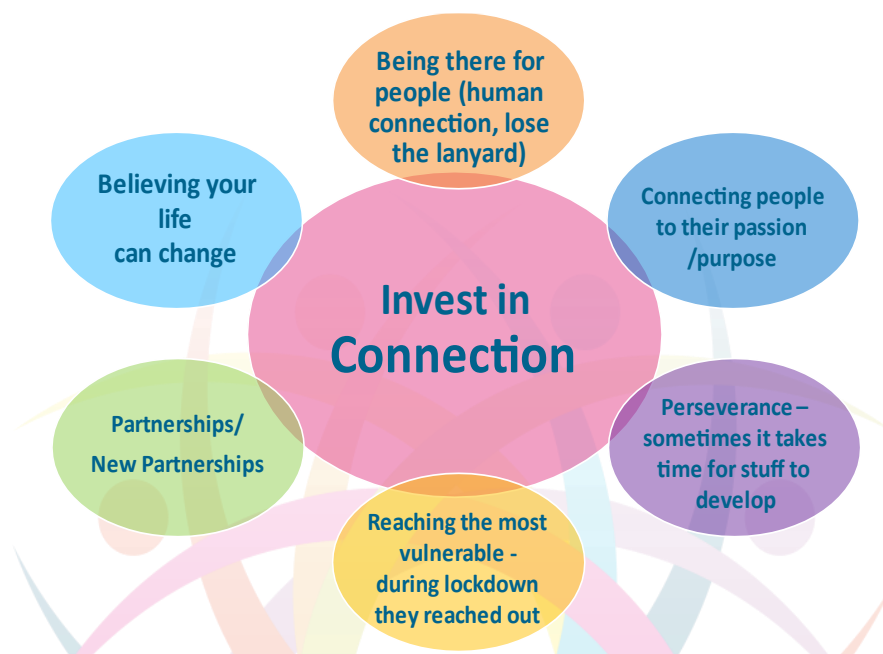 Being there for
people (human
connection, lose
the lanyard)
Believing your
life
can change
Connecting people
to their passion
/purpose
Invest in
Connection
Partnerships/
New Partnerships
Perseverance –
sometimes it takes
time for stuff to
develop
Reaching the most
vulnerable -
during lockdown
they reached out